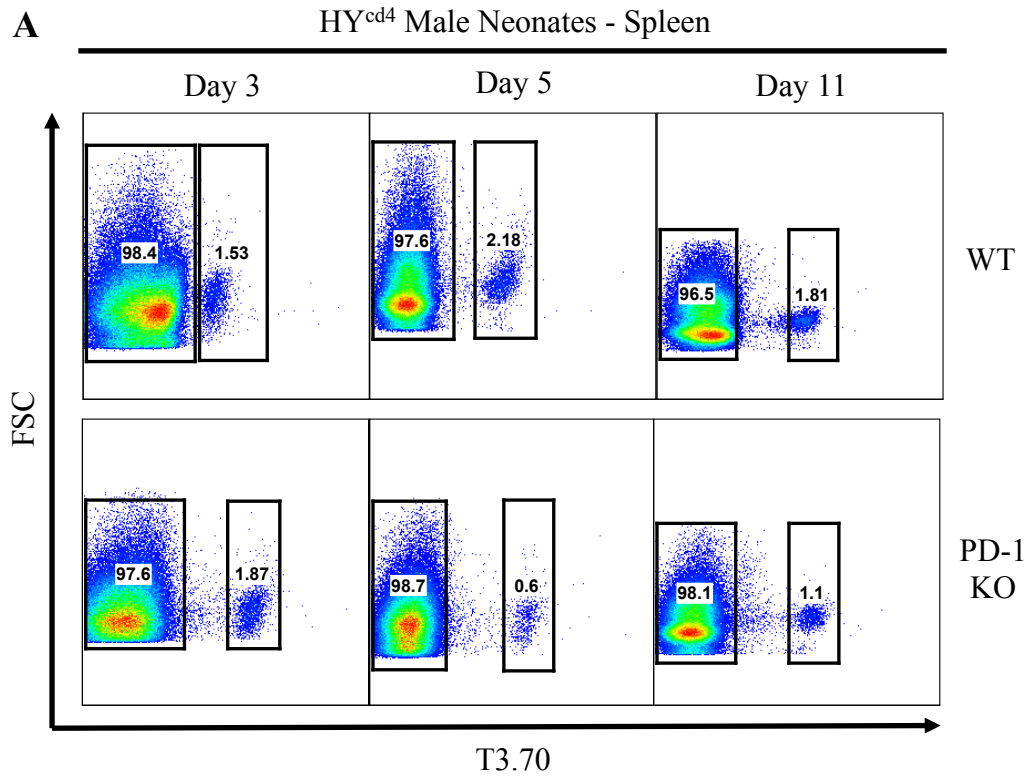 A
HYcd4 Male Neonates - Spleen
Day 3 Day 5 Day 11
98.4 1.53 97.6 2.18 96.5 1.81
WT
FSC
97.6 1.87 98.7 0.6 98.1 1.1
PD-1
KO
T3.70